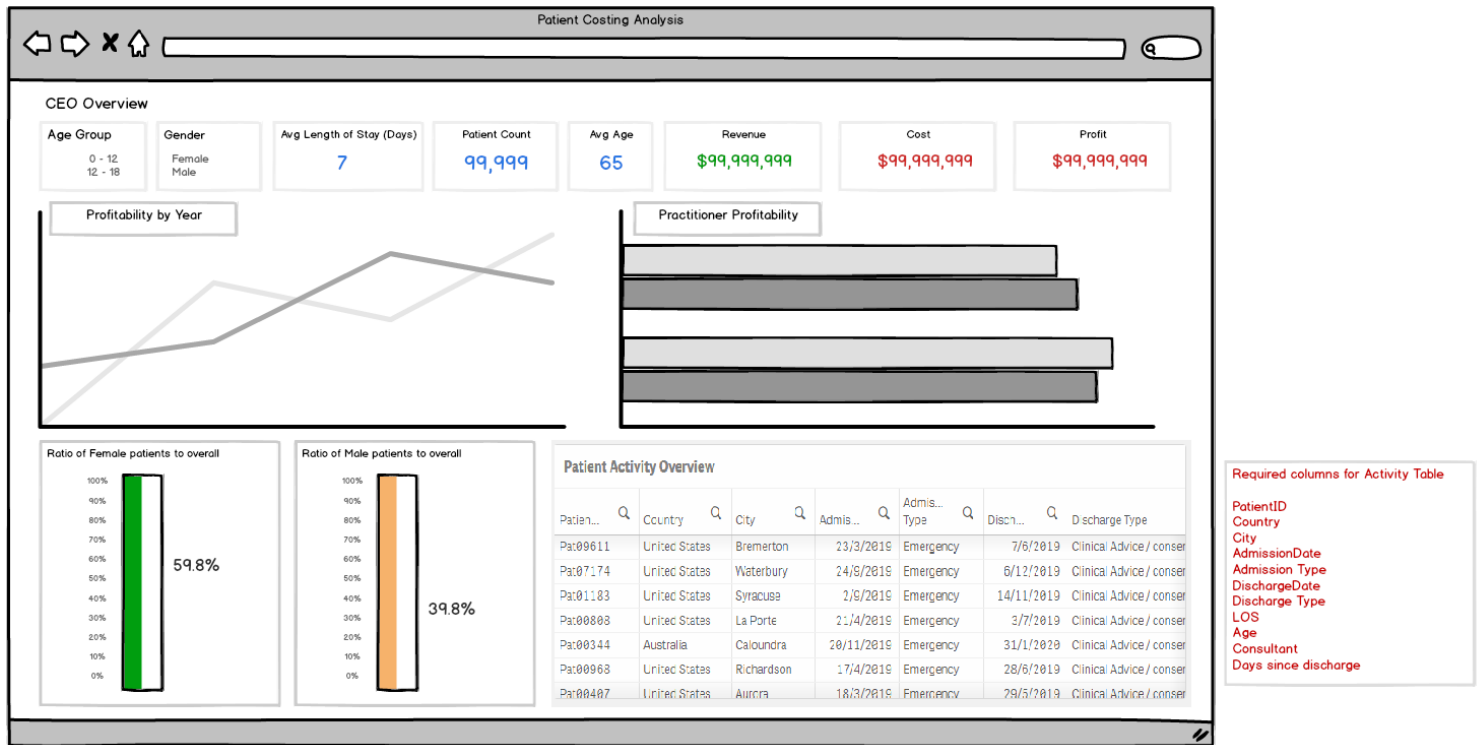 Patient Costing Analysis
CEO Overview
Age Group
0 - 12
12 - 18
Gender
Female
Male
Avg Length of Stay (Days)
7
Patient Count
99,999
Avg Age
65
Revenue
$99,999,999
Cost
$99,999,999
Profit
$99,999,999
Profitability by Year
Practitioner Profitability
Ratio of Female patients to overall
100%
90%
80%
70%
60%
50%
40%
30%
20%
10%
0%
59.8%
Ratio of Male patients to overall
100%
90%
80%
70%
60%
50%
40%
30%
20%
10%
0%
39.8%
Patient Activity Overview
Patien... Country City Admis... Admis... Type Disch... Discharge Type
Pat09611 United States Bremerton 23/3/2019 Emergency 7/6/2019 Clinical Advice / conser
Pat07174 United States Waterbury 24/9/2019 Emergency 6/12/2019 Clinical Advice / conser
Pat01183 United States Syracuse 2/9/2019 Emergency 14/11/2019 Clinical Advice / conser
Pat00808 United States La Porte 21/4/2019 Emergency 3/7/2019 Clinical Advice / conser
Pat00344 Australia Caloundra 20/11/2019 Emergency 31/1/2020 Clinical Advice / conser
Pat00968 United States Richardson 17/4/2019 Emergency 28/6/2019 Clinical Advice / conser
Pat00407 United States Aurora 18/3/2019 Emergency 29/5/2019 Clinical Advice / conser
Required columns for Activity Table
PatientID
Country
City
AdmissionDate
Admission Type
DischargeDate
Discharge Type
LOS
Age
Consultant
Days since discharge